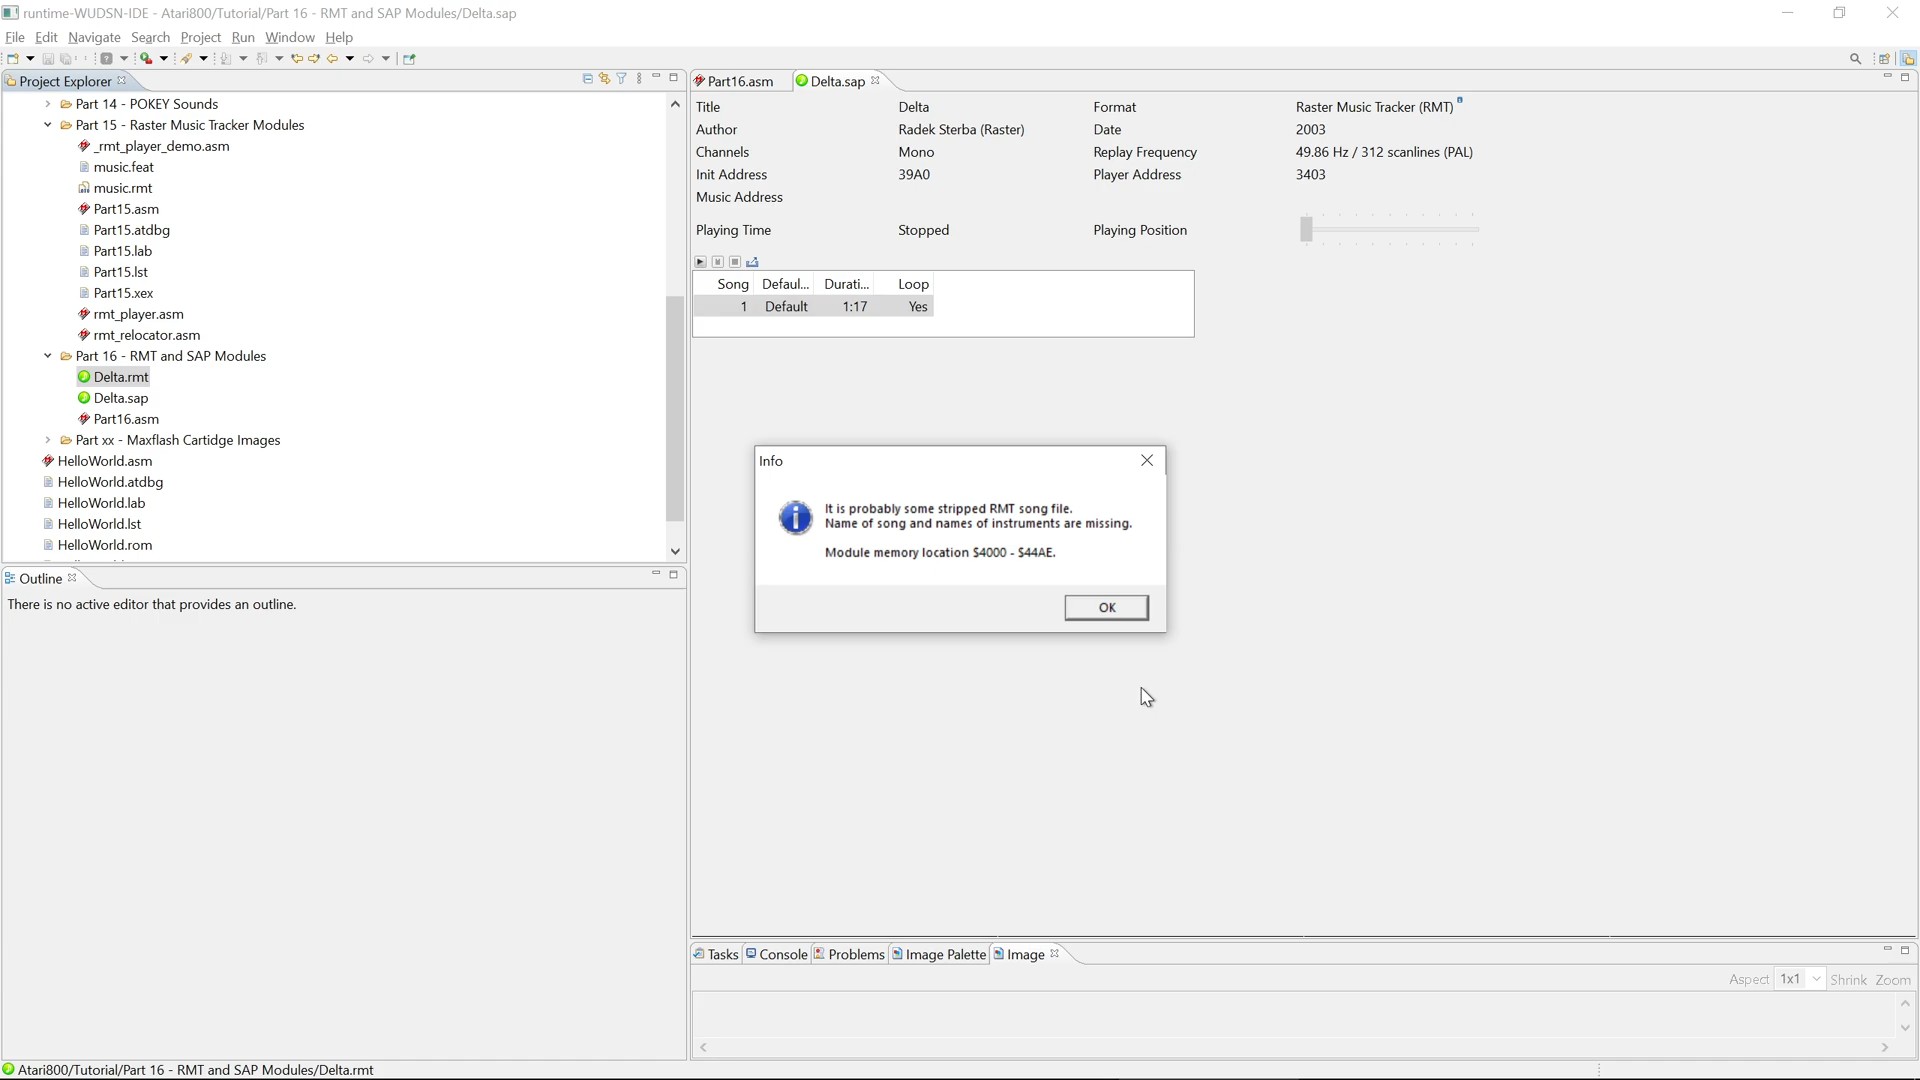 runtime-WUDSN-IDE - Atari800/Tutorial/Part 16 - RMT and SAP Modules/Delta.sap
File Edit Navigate Search Project Run Window Help
Project Explorer
Part 14 - POKEY Sounds
Part 15 - Raster Music Tracker Modules
_rmt_player_demo.asm
music.feat
music.rmt
Part15.asm
Part15.atdbg
Part15.lab
Part15.lst
Part15.xex
rmt_player.asm
rmt_relocator.asm
Part 16 - RMT and SAP Modules
Delta.rmt
Delta.sap
Part16.asm
Part xx - Maxflash Cartidge Images
HelloWorld.asm
HelloWorld.atdbg
HelloWorld.lab
HelloWorld.lst
HelloWorld.rom
Outline
There is no active editor that provides an outline.
Part16.asm Delta.sap
Title Delta Format Raster Music Tracker (RMT)
Author Radek Sterba (Raster) Date 2003
Channels Mono Replay Frequency 49.86 Hz / 312 scanlines (PAL)
Init Address 39A0 Player Address 3403
Music Address
Playing Time Stopped Playing Position
Song Defaul... Durati... Loop
1 Default 1:17 Yes
Info
It is probably some stripped RMT song file.
Name of song and names of instruments are missing.
Module memory location $4000 - $44AE.
OK
Tasks Console Problems Image Palette Image
Aspect 1x1 Shrink Zoom
Atari800/Tutorial/Part 16 - RMT and SAP Modules/Delta.rmt